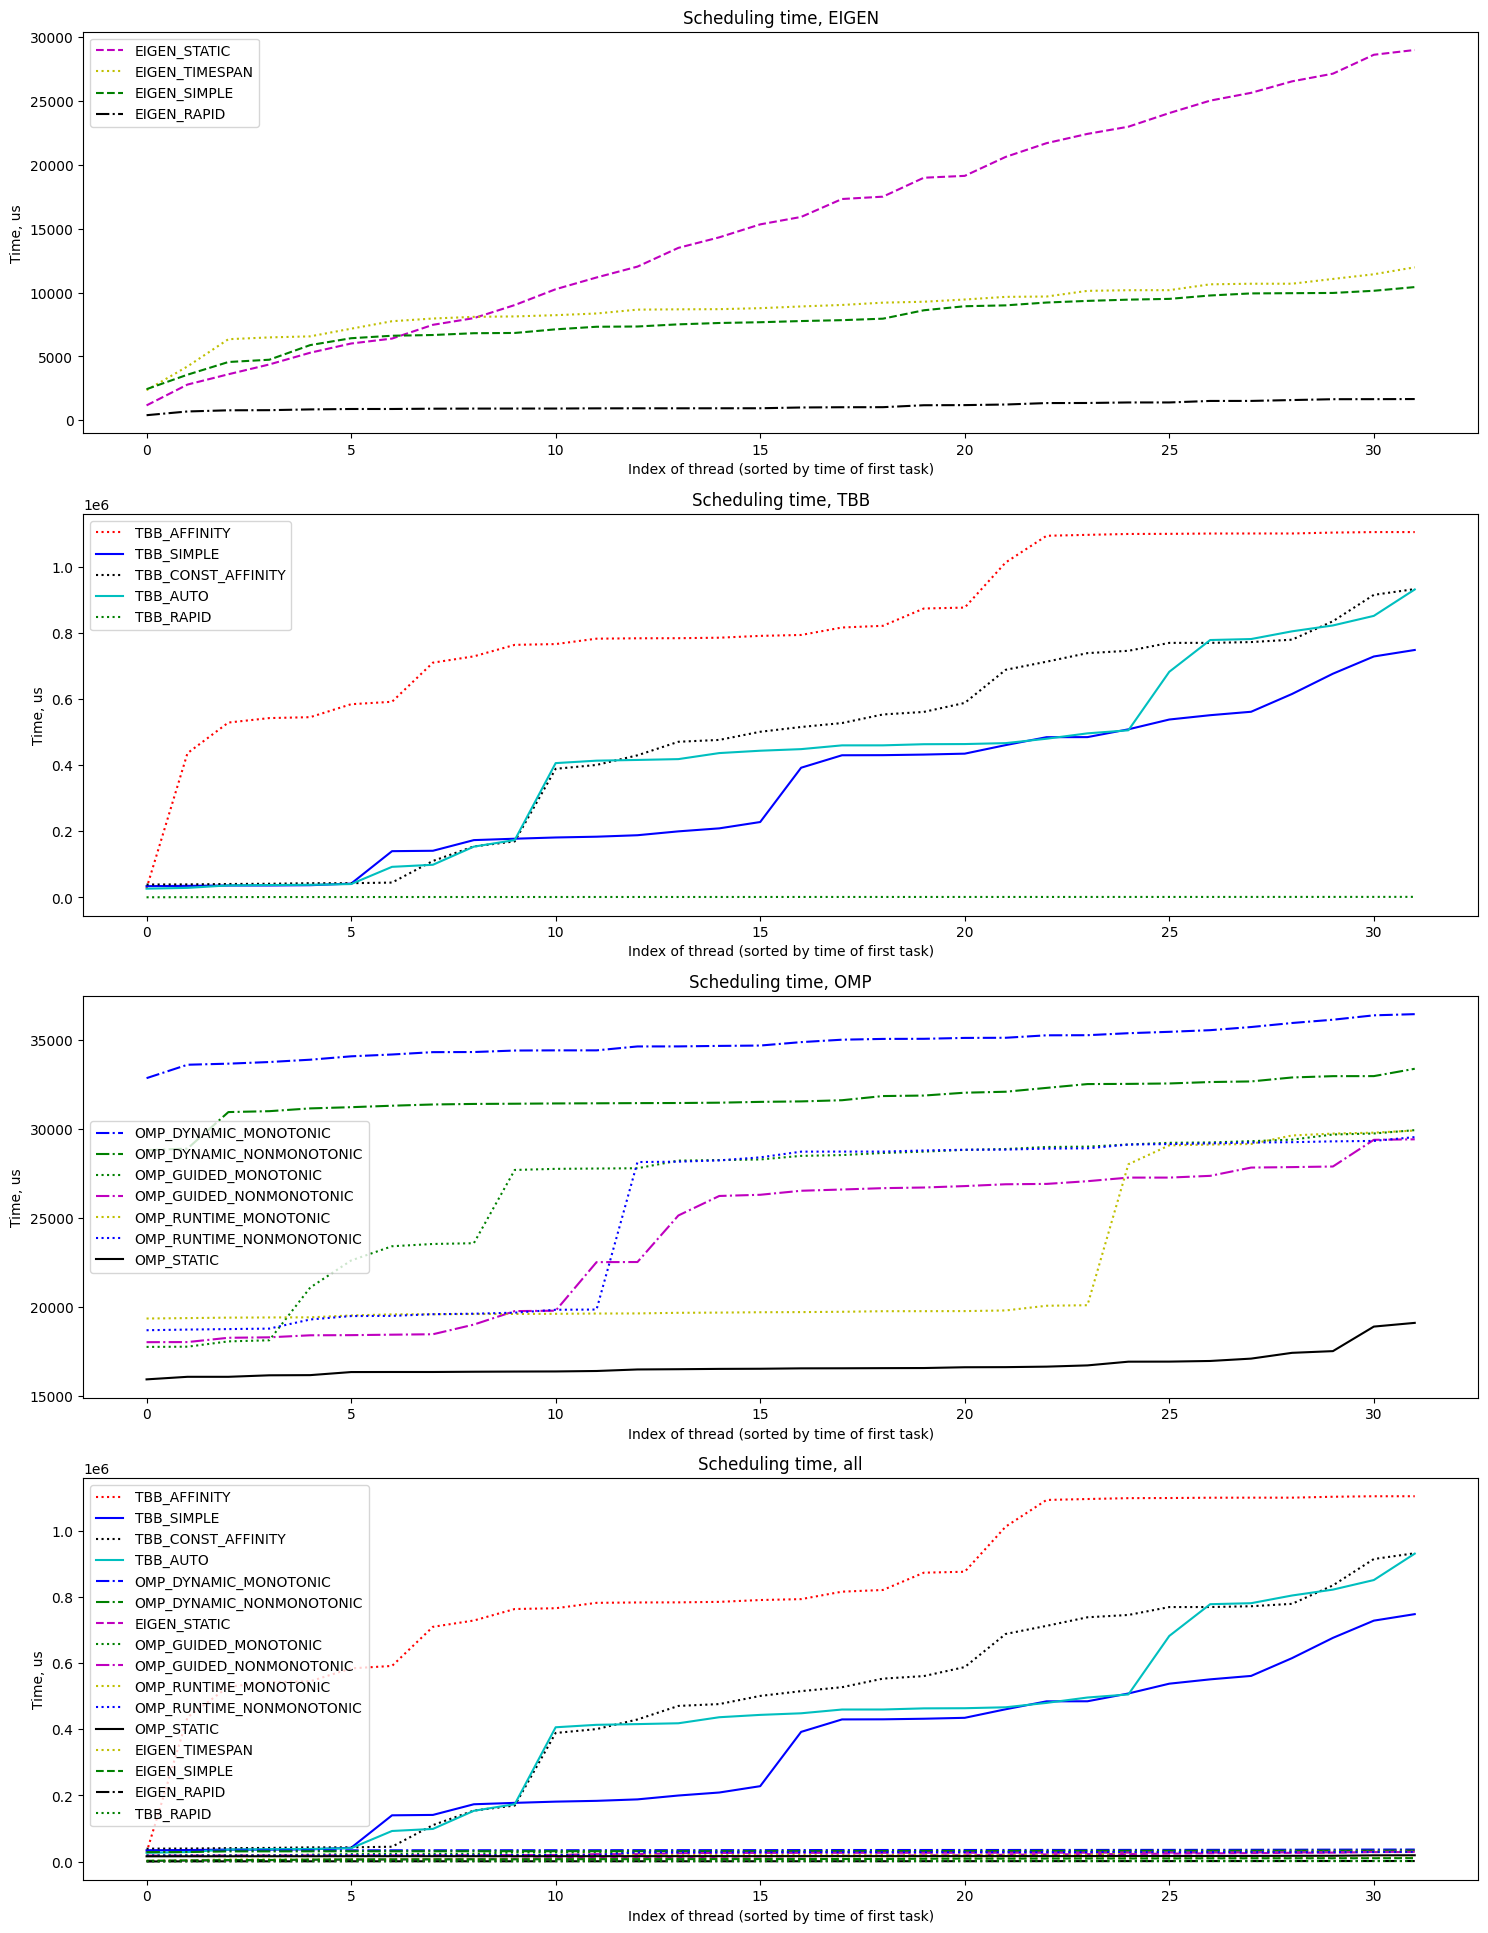 Scheduling time, EIGEN
30000
25000
20000
15000
10000
5000
0
Time, us
EIGEN_STATIC
EIGEN_TIMESPAN
EIGEN_SIMPLE
EIGEN_RAPID
0 5 10 15 20 25 30
Index of thread (sorted by time of first task)
Scheduling time, TBB
1e6
1.0
0.8
0.6
0.4
0.2
0.0
Time, us
TBB_AFFINITY
TBB_SIMPLE
TBB_CONST_AFFINITY
TBB_AUTO
TBB_RAPID
0 5 10 15 20 25 30
Index of thread (sorted by time of first task)
Scheduling time, OMP
35000
30000
25000
20000
15000
Time, us
OMP_DYNAMIC_MONOTONIC
OMP_DYNAMIC_NONMONOTONIC
OMP_GUIDED_MONOTONIC
OMP_GUIDED_NONMONOTONIC
OMP_RUNTIME_MONOTONIC
OMP_RUNTIME_NONMONOTONIC
OMP_STATIC
0 5 10 15 20 25 30
Index of thread (sorted by time of first task)
Scheduling time, all
1e6
1.0
0.8
0.6
0.4
0.2
0.0
Time, us
TBB_AFFINITY
TBB_SIMPLE
TBB_CONST_AFFINITY
TBB_AUTO
OMP_DYNAMIC_MONOTONIC
OMP_DYNAMIC_NONMONOTONIC
EIGEN_STATIC
OMP_GUIDED_MONOTONIC
OMP_GUIDED_NONMONOTONIC
OMP_RUNTIME_MONOTONIC
OMP_RUNTIME_NONMONOTONIC
OMP_STATIC
EIGEN_TIMESPAN
EIGEN_SIMPLE
EIGEN_RAPID
TBB_RAPID
0 5 10 15 20 25 30
Index of thread (sorted by time of first task)